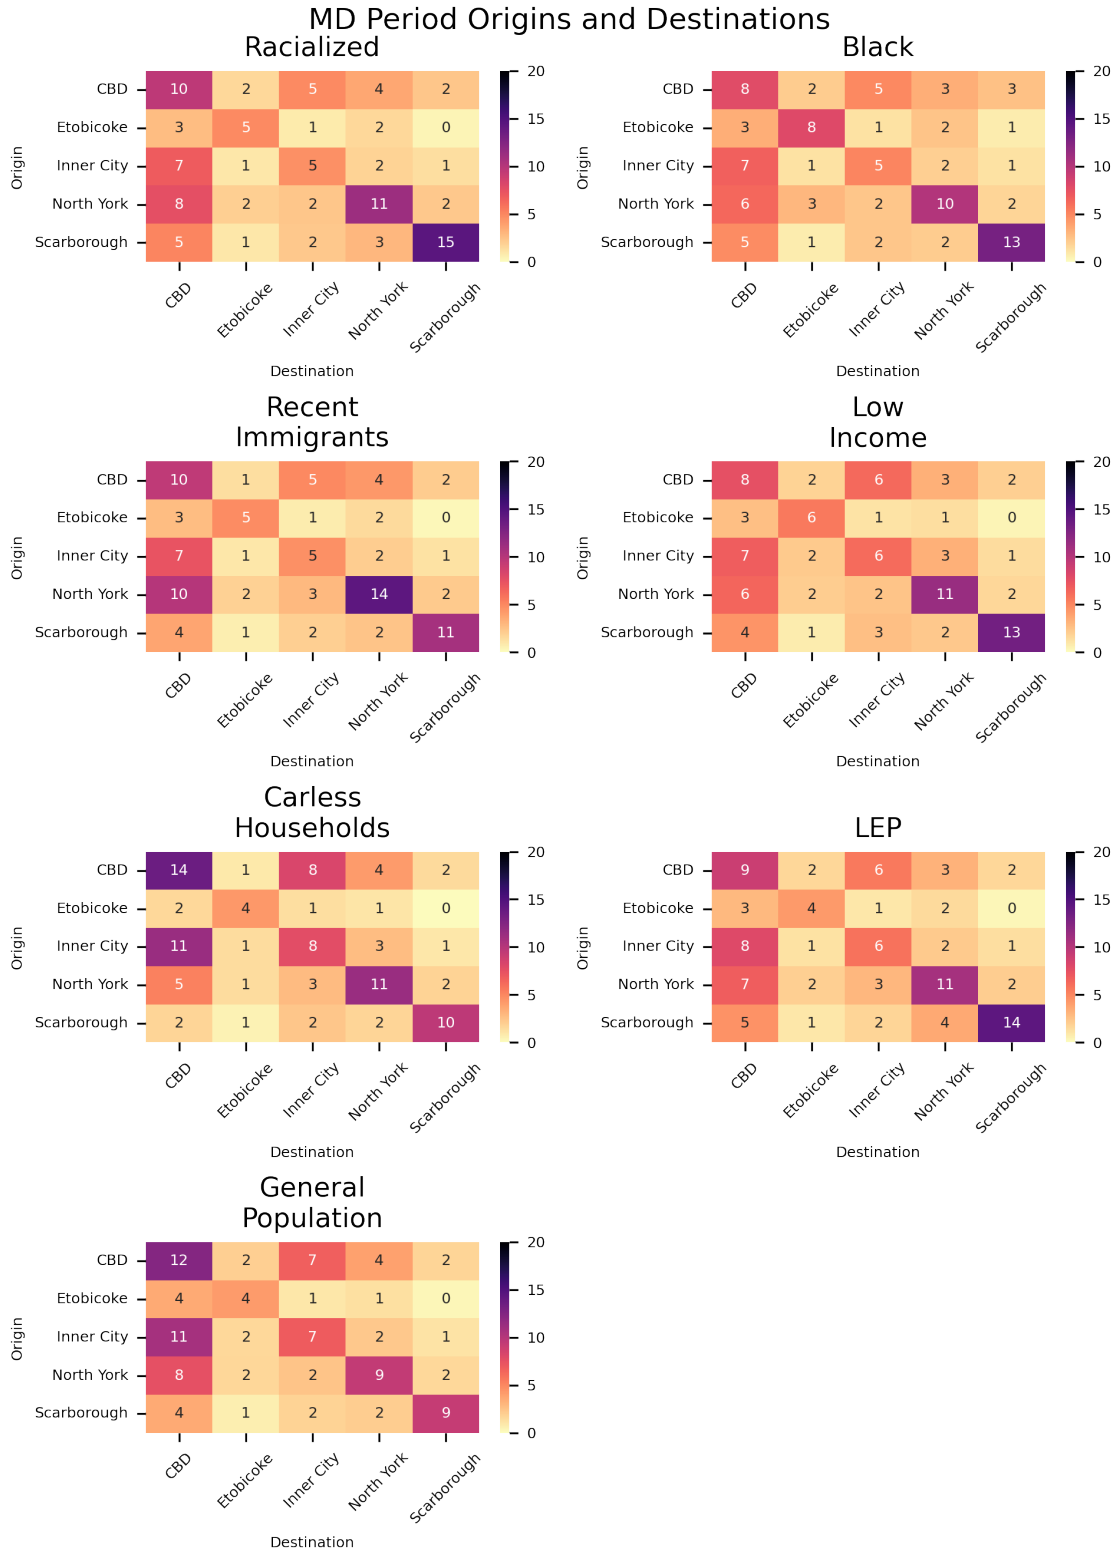 MD Period Origins and Destinations
Racialized
Origin
CBD 10 2 5 4 2
Etobicoke 3 5 1 2 0
Inner City 7 1 5 2 1
North York 8 2 2 11 2
Scarborough 5 1 2 3 15
CBD Etobicoke Inner City North York Scarborough
Destination
20
15
10
5
0
Black
Origin
CBD 8 2 5 3 3
Etobicoke 3 8 1 2 1
Inner City 7 1 5 2 1
North York 6 3 2 10 2
Scarborough 5 1 2 2 13
CBD Etobicoke Inner City North York Scarborough
Destination
20
15
10
5
0
Recent
Immigrants
Origin
CBD 10 1 5 4 2
Etobicoke 3 5 1 2 0
Inner City 7 1 5 2 1
North York 10 2 3 14 2
Scarborough 4 1 2 2 11
CBD Etobicoke Inner City North York Scarborough
Destination
20
15
10
5
0
Low
Income
Origin
CBD 8 2 6 3 2
Etobicoke 3 6 1 1 0
Inner City 7 2 6 3 1
North York 6 2 2 11 2
Scarborough 4 1 3 2 13
CBD Etobicoke Inner City North York Scarborough
Destination
20
15
10
5
0
Carless
Households
Origin
CBD 14 1 8 4 2
Etobicoke 2 4 1 1 0
Inner City 11 1 8 3 1
North York 5 1 3 11 2
Scarborough 2 1 2 2 10
CBD Etobicoke Inner City North York Scarborough
Destination
20
15
10
5
0
LEP
Origin
CBD 9 2 6 3 2
Etobicoke 3 4 1 2 0
Inner City 8 1 6 2 1
North York 7 2 3 11 2
Scarborough 5 1 2 4 14
CBD Etobicoke Inner City North York Scarborough
Destination
20
15
10
5
0
General
Population
Origin
CBD 12 2 7 4 2
Etobicoke 4 4 1 1 0
Inner City 11 2 7 2 1
North York 8 2 2 9 2
Scarborough 4 1 2 2 9
CBD Etobicoke Inner City North York Scarborough
Destination
20
15
10
5
0